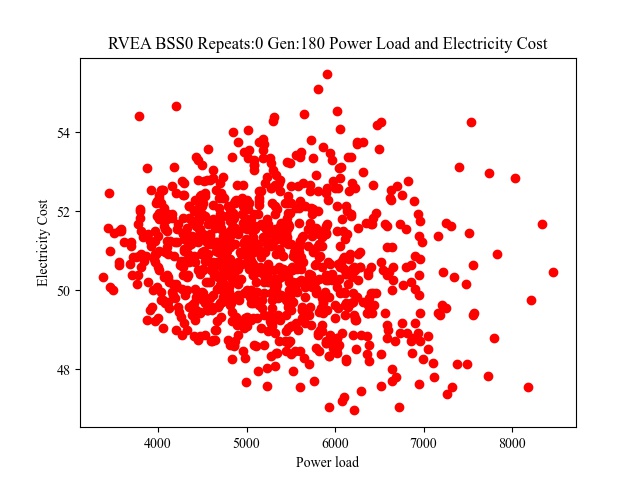 RVEA BSS0 Repeats:0 Gen:180 Power Load and Electricity Cost
54
52
50
48
Electricity Cost
4000 5000 6000 7000 8000
Power load